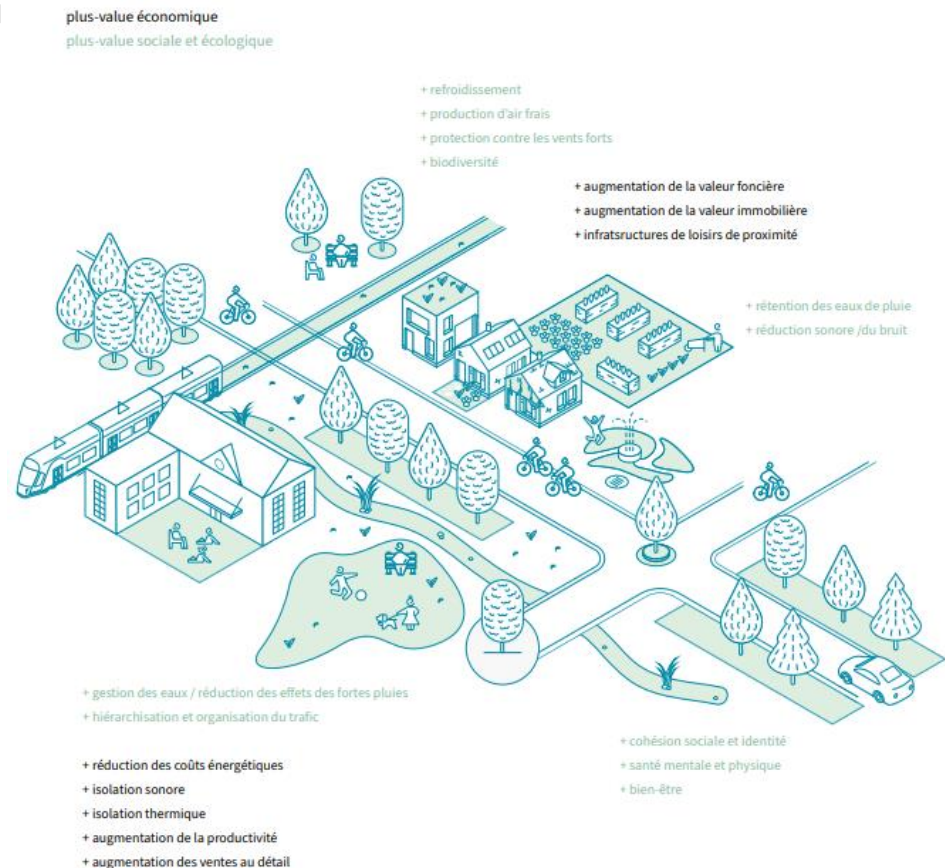 plus-value économique
plus-value sociale et écologique
+ refroidissement
+ production d'air frais
+ protection contre les vents forts
+ biodiversité
+ augmentation de la valeur foncière
+ augmentation de la valeur immobilière
+ infratsructures de loisirs de proximité
+ rétention des eaux de pluie
+ réduction sonore /du bruit
+ gestion des eaux / réduction des effets des fortes pluies
+ hiérarchisation et organisation du trafic
+ cohésion sociale et identité
+ santé mentale et physique
+ bien-être
+ réduction des coûts énergétiques
+ isolation sonore
+ isolation thermique
+ augmentation de la productivité
+ augmentation des ventes au détail